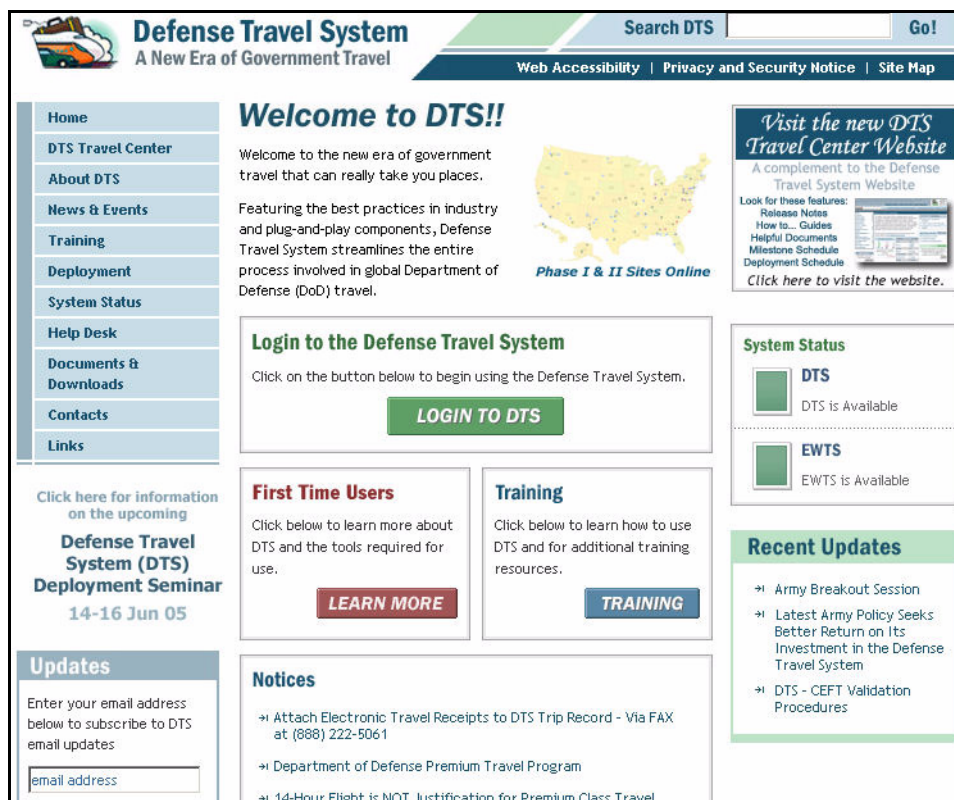 Defense Travel System
A New Era of Government Travel
Search DTS
Go!
Web Accessibility | Privacy and Security Notice | Site Map
Home
DTS Travel Center
About DTS
News & Events
Training
Deployment
System Status
Help Desk
Documents &
Downloads
Contacts
Links
Click here for information
on the upcoming
Defense Travel
System (DTS)
Deployment Seminar
14-16 Jun 05
Updates
Enter your email address
below to subscribe to DTS
email updates
email address
Welcome to DTS!!
Welcome to the new era of government
travel that can really take you places.
Featuring the best practices in industry
and plug-and-play components, Defense
Travel System streamlines the entire
process involved in global Department of
Defense (DoD) travel.
Phase I & II Sites Online
Login to the Defense Travel System
Click on the button below to begin using the Defense Travel System.
LOGIN TO DTS
First Time Users
Click below to learn more about
DTS and the tools required for
use.
LEARN MORE
Training
Click below to learn how to use
DTS and for additional training
resources.
TRAINING
Notices
Attach Electronic Travel Receipts to DTS Trip Record - Via FAX
at (888) 222-5061
Department of Defense Premium Travel Program
14-Hour Flight is NOT Justification for Premium Class Travel
Visit the new DTS
Travel Center Website
A complement to the Defense
Travel System Website
Look for these features:
Release Notes
How to... Guides
Helpful Documents
Milestone Schedule
Deployment Schedule
Click here to visit the website.
System Status
DTS
DTS is Available
EWTS
EWTS is Available
Recent Updates
Army Breakout Session
Latest Army Policy Seeks
Better Return on Its
Investment in the Defense
Travel System
DTS - CEFT Validation
Procedures